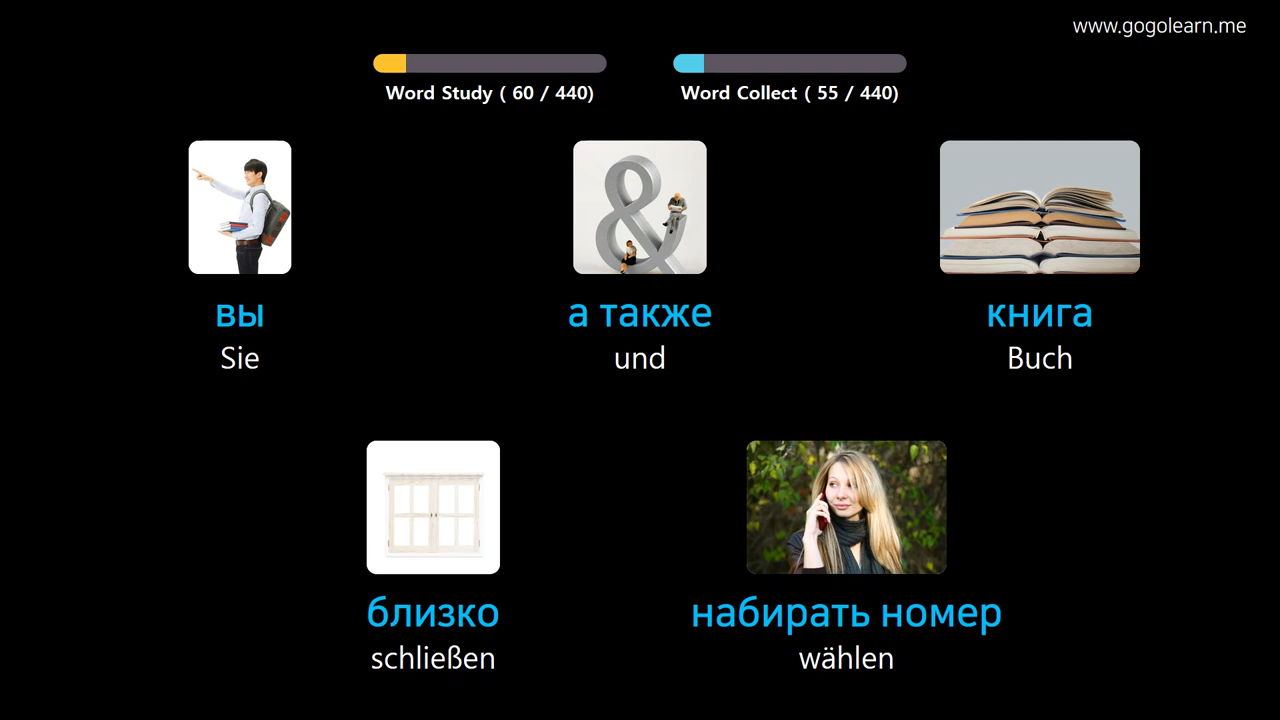 www.gogolearn.me
Word Study ( 60 / 440)
Word Collect ( 55 / 440)
вы
Sie
а также
und
книга
Buch
близко
schließen
набирать номер
wählen